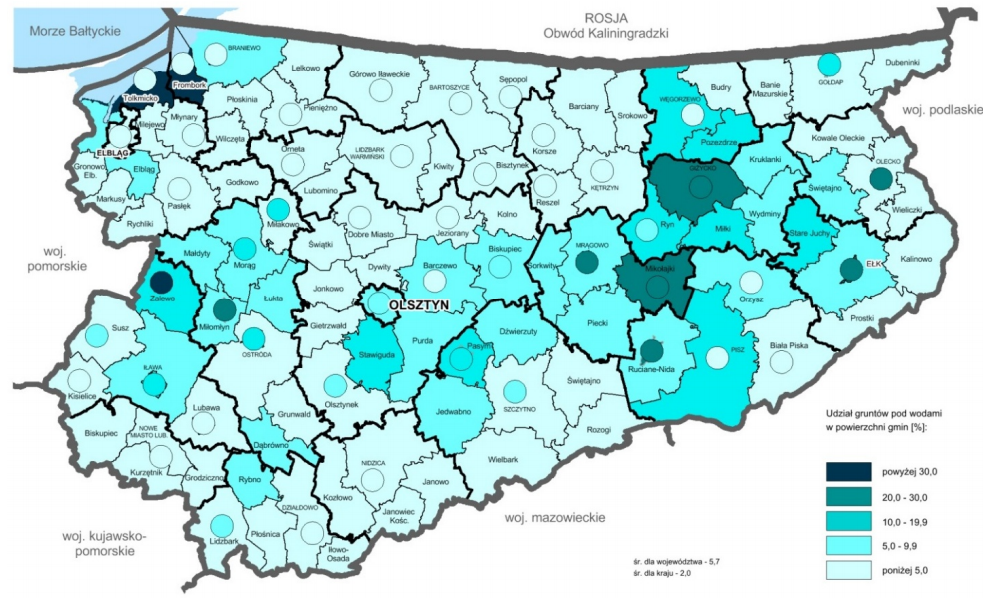 ROSJA
Obwód Kaliningradzki
Morze Bałtyckie
BRANIEWO
Lelkowo
Górowo Iławeckie
Sępopol
GOŁDAP
Dubeninki
Frombork
Tolkmicko
Płoskinia
Pieniężno
BARTOSZYCE
Barciany
WĘGORZEWO
Budry
Banie
Mazurskie
woj. podlaskie
Milejewo
Młynary
Wilczęta
Srokowo
ELBLĄG
Orneta
LIDZBARK
WARMIŃSKI
Kiwity
Bisztynek
Korsze
Pozezdrze
Kruklanki
Kowale Oleckie
Gronowo
Elb.
Elbląg
Markusy
Pasłęk
Godkowo
Lubomino
Reszel
KĘTRZYN
GIŻYCKO
OLECKO
Świętajno
Rychliki
Miłakowo
Dobre Miasto
Jeziorany
Kolno
Ryn
Miłki
Wydminy
Wieliczki
Stare Juchy
woj.
pomorskie
Małdyty
Morąg
Świątki
Dywity
Barczewo
Biskupiec
Sorkwity
MRĄGOWO
Mikołajki
EŁK
Kalinowo
Zalewo
Łukta
Jonkowo
OLSZTYN
Orzysz
Susz
Miłomłyn
Gietrzwałd
Purda
Dźwierzuty
Piecki
Prostki
OSTRÓDA
Stawiguda
Pasym
PISZ
Biała Piska
IŁAWA
Ruciane-Nida
Kisielice
Olsztynek
Świętajno
SZCZYTNO
Lubawa
Grunwald
Jedwabno
Rozogi
Udział gruntów pod wodami
w powierzchni gmin [%]:
Biskupiec
NOWE
MIASTO LUB.
Dąbrówno
Wielbark
Kurzętnik
Grodziczno
Rybno
NIDZICA
Janowo
powyżej 30,0
Kozłowo
20,0 - 30,0
DZIAŁDOWO
Janowiec
Kośc.
woj. mazowieckie
10,0 - 19,9
woj. kujawsko-
pomorskie
Lidzbark
Płośnica
5,0 - 9,9
Iłowo-
Osada
śr. dla województwa - 5,7
śr. dla kraju - 2,0
poniżej 5,0